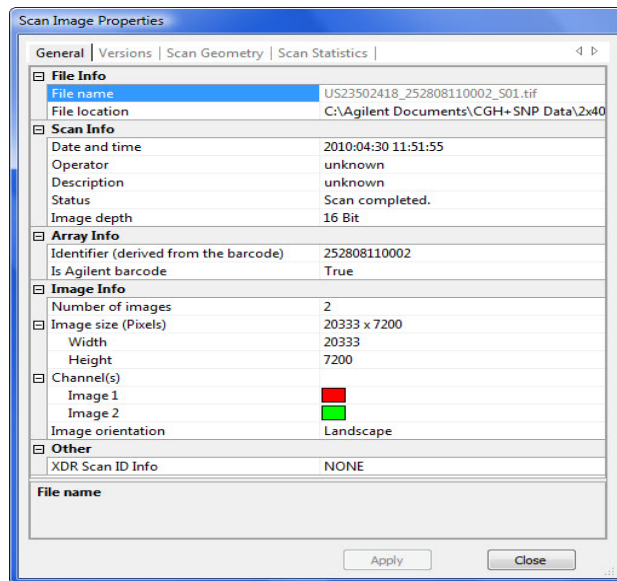 Scan Image Properties
General | Versions | Scan Geometry | Scan Statistics |
File Info
File name US23502418_252808110002_S01.tif
File location C:\Agilent Documents\CGH+SNP Data\2x40
Scan Info
Date and time 2010:04:30 11:51:55
Operator unknown
Description unknown
Status Scan completed.
Image depth 16 Bit
Array Info
Identifier (derived from the barcode) 252808110002
Is Agilent barcode True
Image Info
Number of images 2
Image size (Pixels) 20333 x 7200
Width 20333
Height 7200
Channel(s)
Image 1
Image 2
Image orientation Landscape
Other
XDR Scan ID Info NONE
File name
Apply Close